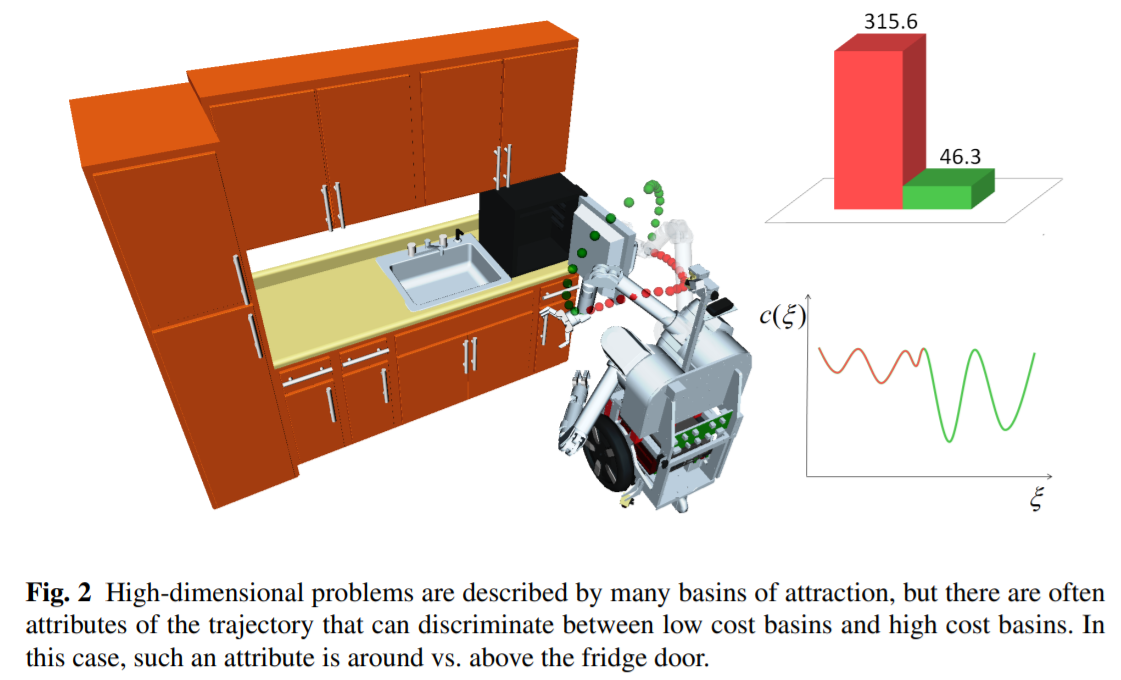 315.6
46.3
c(ξ)
ξ
Fig. 2 High-dimensional problems are described by many basins of attraction, but there are often
attributes of the trajectory that can discriminate between low cost basins and high cost basins. In
this case, such an attribute is around vs. above the fridge door.